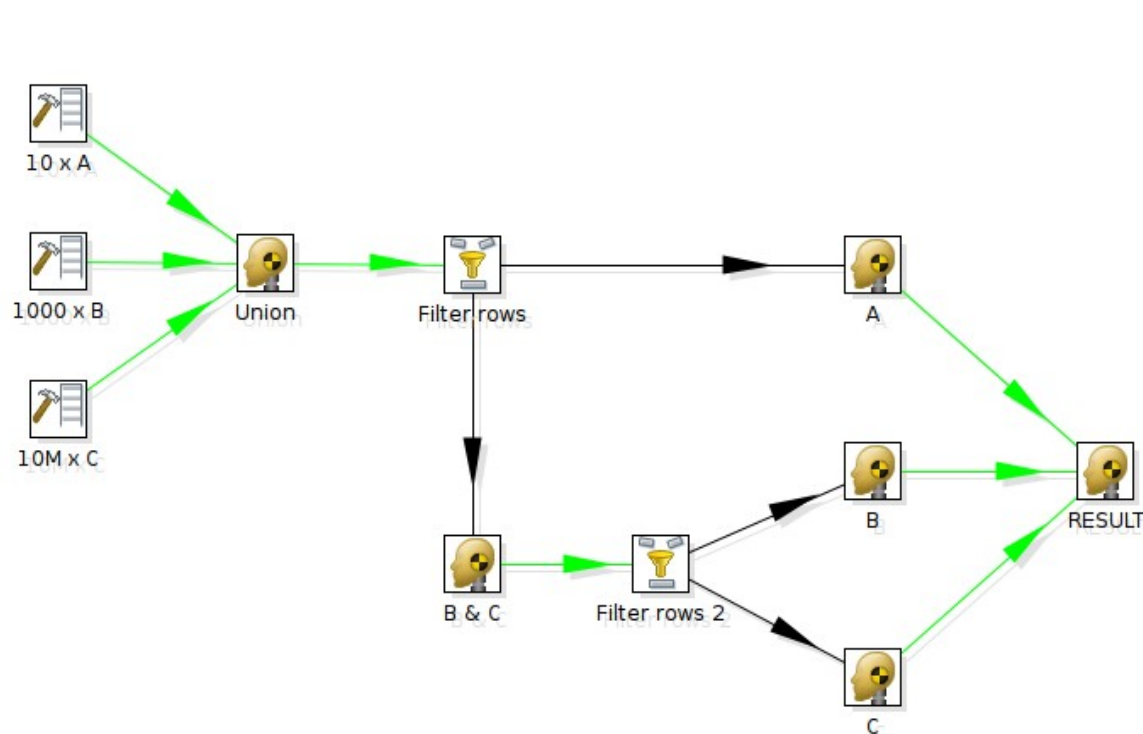 10 x A
1000 x B
Union
Filter rows
A
10M x C
B
RESULT
B & C
Filter rows 2
C